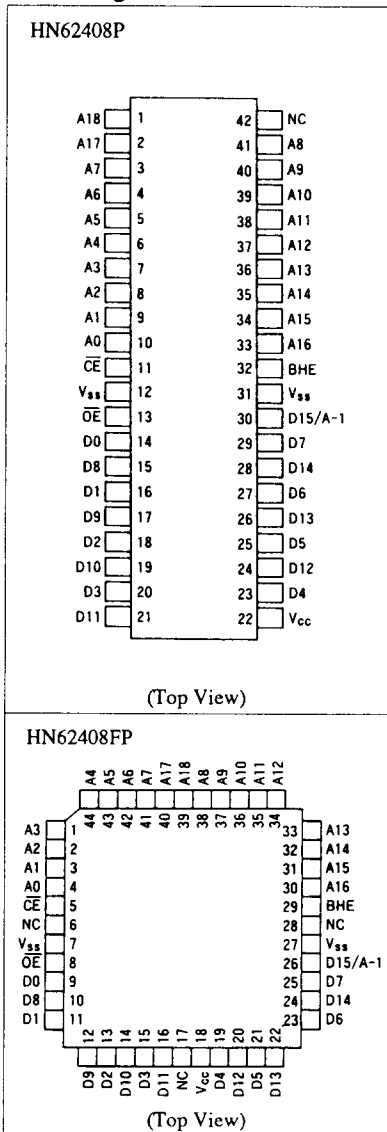 HN62408P
A18 1 42 NC
A17 2 41 A8
A7 3 40 A9
A6 4 39 A10
A5 5 38 A11
A4 6 37 A12
A3 7 36 A13
A2 8 35 A14
A1 9 34 A15
A0 10 33 A16
C̅E̅ 11 32 BHE
Vss 12 31 Vss
O̅E̅ 13 30 D15/A-1
D0 14 29 D7
D8 15 28 D14
D1 16 27 D6
D9 17 26 D13
D2 18 25 D5
D10 19 24 D12
D3 20 23 D4
D11 21 22 Vcc
(Top View)
HN62408FP
A4 A5 A6 A7 A17 A18 A8 A9 A10 A11 A12
44 43 42 41 40 39 38 37 36 35 34
A3 1 33 A13
A2 2 32 A14
A1 3 31 A15
A0 4 30 A16
C̅E̅ 5 29 BHE
NC 6 28 NC
Vss 7 27 Vss
O̅E̅ 8 26 D15/A-1
D0 9 25 D7
D8 10 24 D14
D1 11 23 D6
12 13 14 15 16 17 18 19 20 21 22
D9 D2 D10 D3 D11 NC Vcc D4 D12 D5 D13
(Top View)